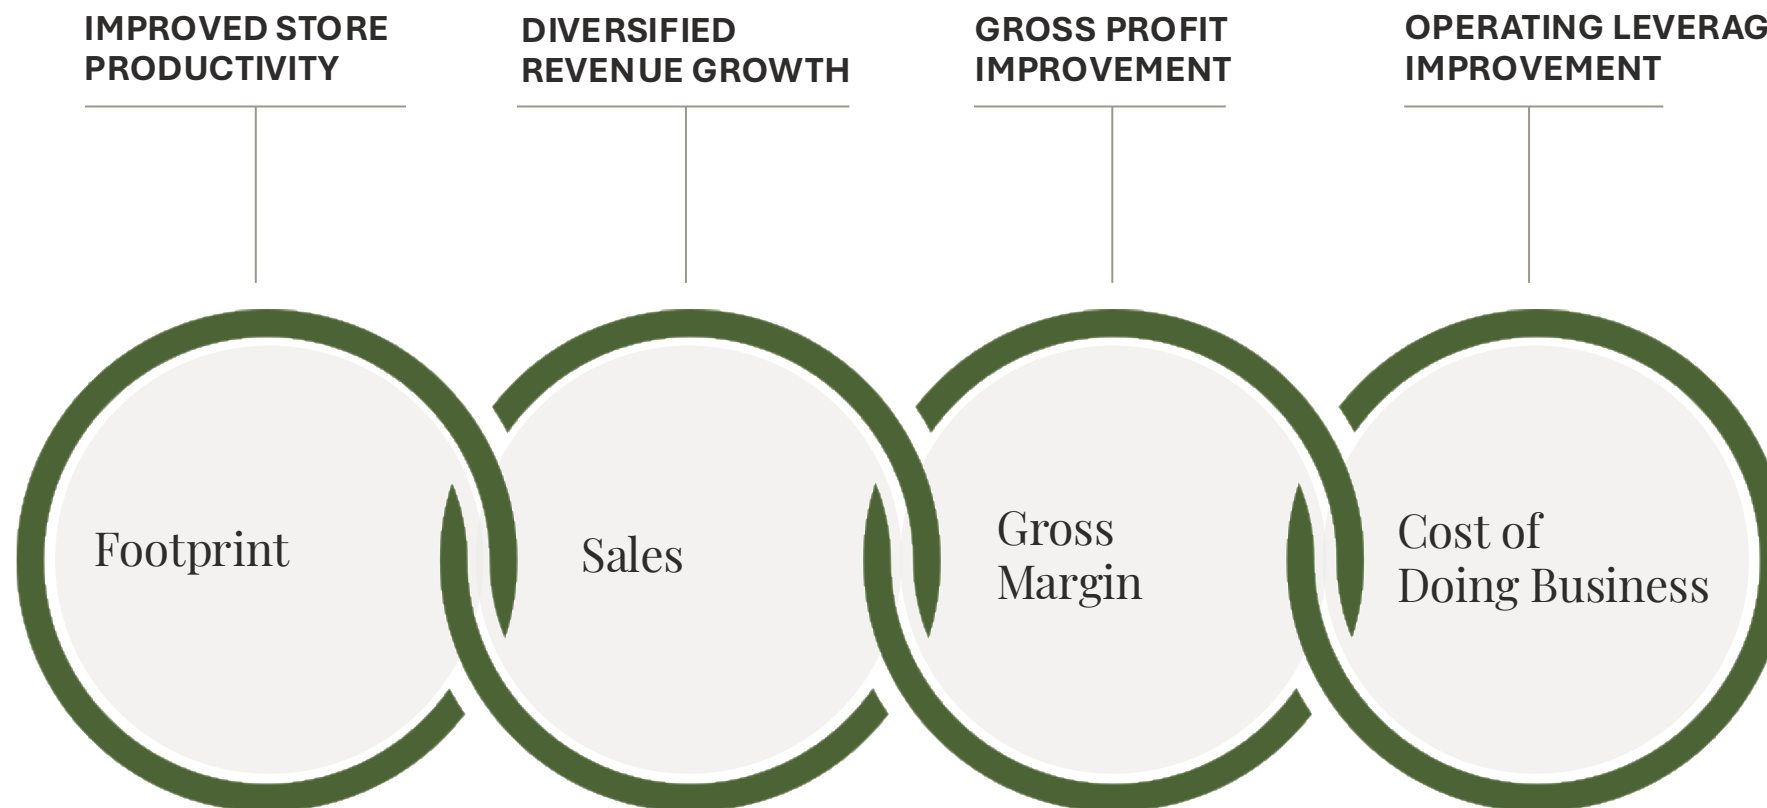 IMPROVED STORE
PRODUCTIVITY
DIVERSIFIED
REVENUE GROWTH
GROSS PROFIT
IMPROVEMENT
OPERATING LEVERAG
IMPROVEMENT
Footprint
Sales
Gross
Margin
Cost of
Doing Business